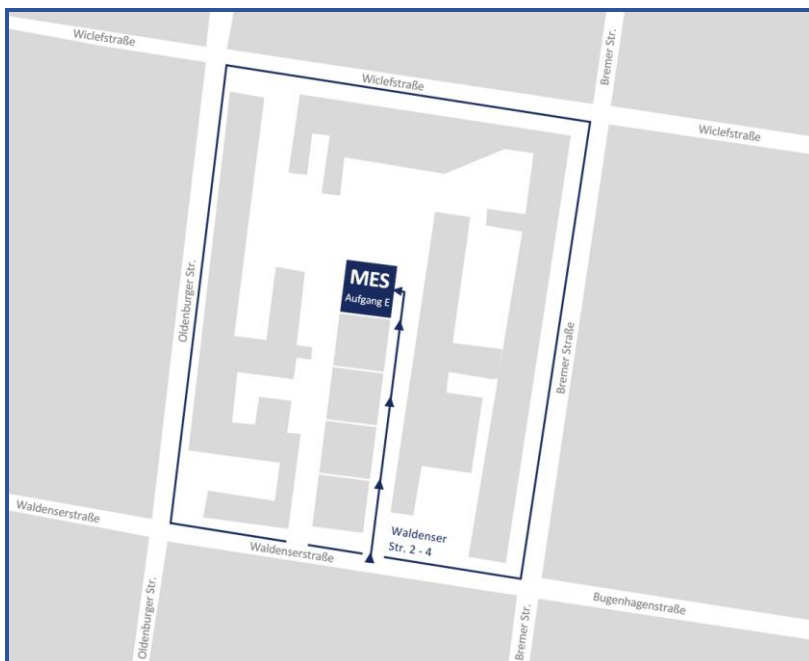 Wiclefstraße
Wiclefstraße
Bremer Str.
Wiclefstraße
MES
Aufgang E
Oldenburger Str.
Bremer Straße
Waldenserstraße
Waldenserstraße
Waldenser
Str. 2 - 4
Oldenburger Str.
Bremer Str.
Bugenhagenstraße